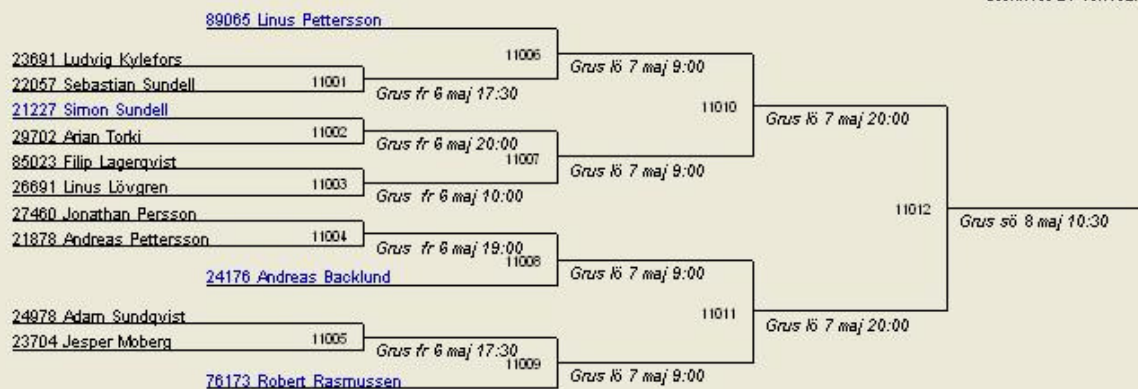 89065 Linus Pettersson
11006
Grus lö 7 maj 9:00
23691 Ludvig Kylefors
22057 Sebastian Sundell
11001
Grus fr 6 maj 17:30
11010
Grus lö 7 maj 20:00
21227 Simon Sundell
29702 Arian Torki
11002
Grus fr 6 maj 20:00
11007
Grus lö 7 maj 9:00
85023 Filip Lagerqvist
26691 Linus Lövgren
11003
Grus fr 6 maj 10:00
11012
Grus sö 8 maj 10:30
27460 Jonathan Persson
21878 Andreas Pettersson
11004
Grus fr 6 maj 19:00
11008
Grus lö 7 maj 9:00
24176 Andreas Backlund
11011
Grus lö 7 maj 20:00
24978 Adam Sundqvist
23704 Jesper Moberg
11005
Grus fr 6 maj 17:30
11009
Grus lö 7 maj 9:00
76173 Robert Rasmussen